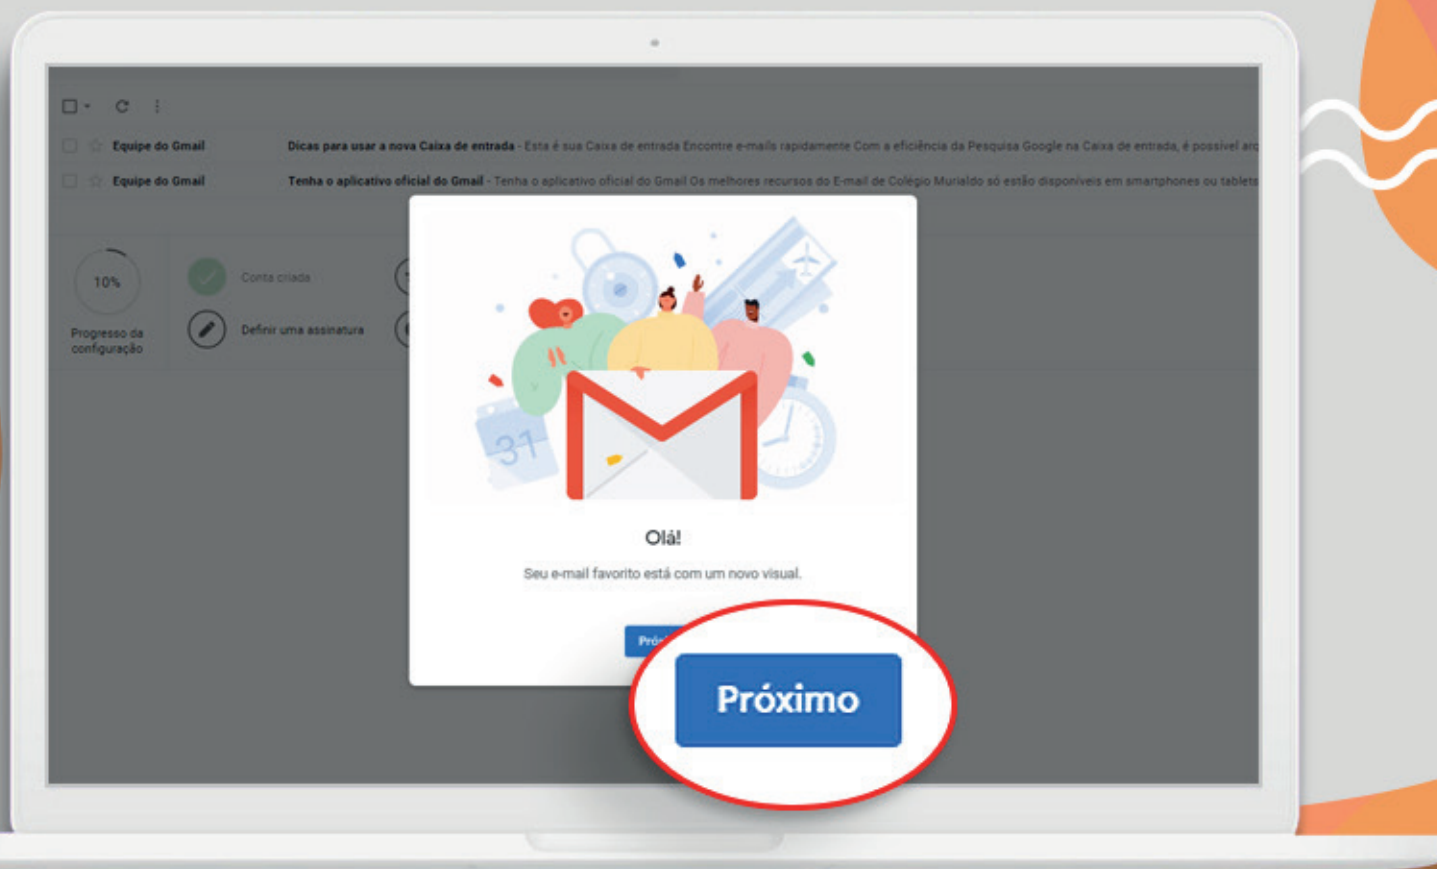 Equipe do Gmail
Dicas para usar a nova Caixa de entrada - Esta é sua Caixa de entrada Encontre e-mails rapidamente Com a eficiência da Pesquisa Google na Caixa de entrada, é possível arc
Equipe do Gmail
Tenha o aplicativo oficial do Gmail - Tenha o aplicativo oficial do Gmail Os melhores recursos do E-mail de Colégio Murialdo só estão disponíveis em smartphones ou tablets
10%
Progresso da
configuração
Conta criada
Definir uma assinatura
31
Olá!
Seu e-mail favorito está com um novo visual.
Próximo